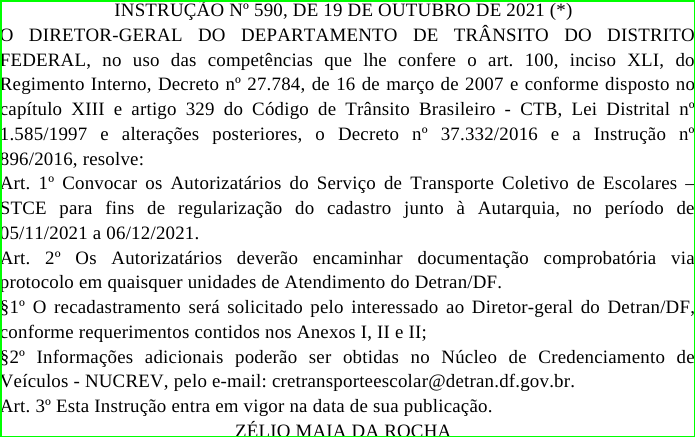 INSTRUÇÃO Nº 590, DE 19 DE OUTUBRO DE 2021 (*)
O DIRETOR-GERAL DO DEPARTAMENTO DE TRÂNSITO DO DISTRITO
FEDERAL, no uso das competências que lhe confere o art. 100, inciso XLI, do
Regimento Interno, Decreto nº 27.784, de 16 de março de 2007 e conforme disposto no
capítulo XIII e artigo 329 do Código de Trânsito Brasileiro - CTB, Lei Distrital nº
1.585/1997 e alterações posteriores, o Decreto nº 37.332/2016 e a Instrução nº
896/2016, resolve:
Art. 1º Convocar os Autorizatários do Serviço de Transporte Coletivo de Escolares –
STCE para fins de regularização do cadastro junto à Autarquia, no período de
05/11/2021 a 06/12/2021.
Art. 2º Os Autorizatários deverão encaminhar documentação comprobatória via
protocolo em quaisquer unidades de Atendimento do Detran/DF.
§1º O recadastramento será solicitado pelo interessado ao Diretor-geral do Detran/DF,
conforme requerimentos contidos nos Anexos I, II e II;
§2º Informações adicionais poderão ser obtidas no Núcleo de Credenciamento de
Veículos - NUCREV, pelo e-mail: cretransporteescolar@detran.df.gov.br.
Art. 3º Esta Instrução entra em vigor na data de sua publicação.
ZÉLIO MAIA DA ROCHA